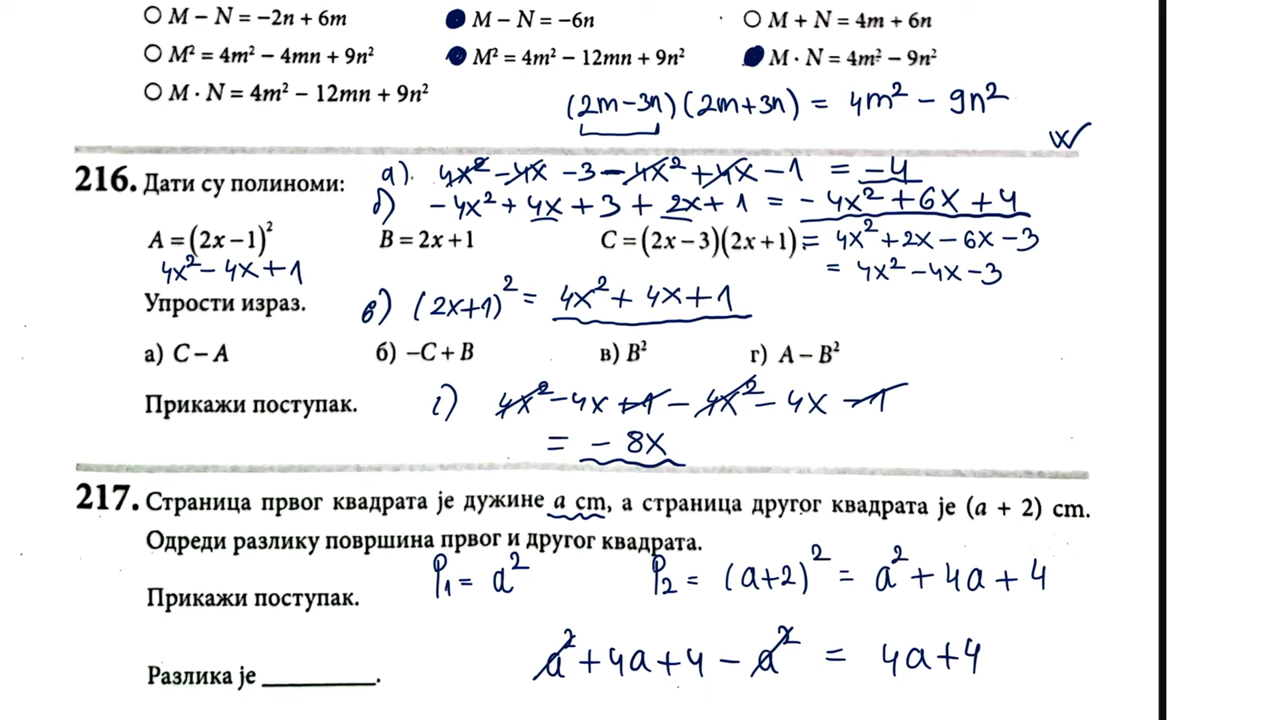 ○ M − N = −2n + 6m ● M − N = −6n ○ M + N = 4m + 6n
○ M² = 4m² − 4mn + 9n² ● M² = 4m² − 12mn + 9n² ● M · N = 4m² − 9n²
○ M · N = 4m² − 12mn + 9n² (2m−3n)(2m+3n) = 4m² − 9n²
216. Дати су полиноми: а). 4x² − 4x − 3 − 4x² + 4x − 1 = −4
б) − 4x² + 4x + 3 + 2x + 1 = − 4x² + 6x + 4
A = (2x − 1)² B = 2x + 1 C = (2x − 3)(2x + 1) = 4x² + 2x − 6x − 3
4x² − 4x + 1 = 4x² − 4x − 3
Упрости израз. в) (2x+1)² = 4x² + 4x + 1
а) C − A б) −C + B в) B² г) A − B²
Прикажи поступак. г) 4x² − 4x + 1 − 4x² − 4x − 1
= − 8x
217. Страница првог квадрата је дужине a cm, а страница другог квадрата је (a + 2) cm.
Одреди разлику површина првог и другог квадрата.
P₁ = a² P₂ = (a+2)² = a² + 4a + 4
Прикажи поступак.
a² + 4a + 4 − a² = 4a + 4
Разлика је __________.